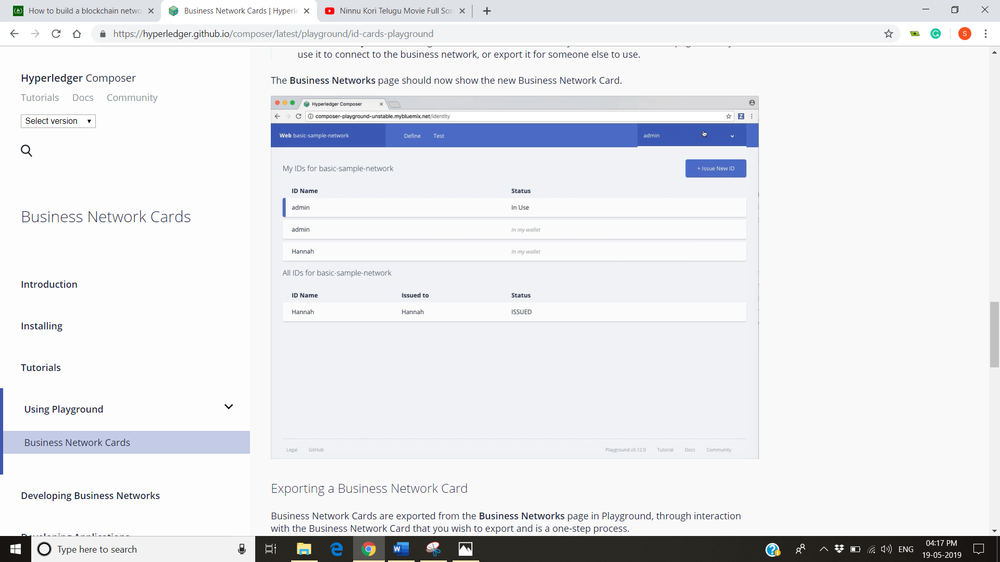 How to build a blockchain netwo
Business Network Cards | Hyperle
Ninnu Kori Telugu Movie Full Son
https://hyperledger.github.io/composer/latest/playground/id-cards-playground
S
Hyperledger Composer
Tutorials Docs Community
Select version
Business Network Cards
Introduction
Installing
Tutorials
Using Playground
Business Network Cards
Developing Business Networks
Developing Applications
use it to connect to the business network, or export it for someone else to use.
The Business Networks page should now show the new Business Network Card.
Hyperledger Composer
composer-playground-unstable.mybluemix.net/identity
Z
Web basic-sample-network
Define Test
admin
My IDs for basic-sample-network
+ Issue New ID
ID Name Status
admin In Use
admin In my wallet
Hannah In my wallet
All IDs for basic-sample-network
ID Name Issued to Status
Hannah Hannah ISSUED
Legal GitHub Playground v0.12.0 Tutorial Docs Community
Exporting a Business Network Card
Business Network Cards are exported from the Business Networks page in Playground, through interaction
with the Business Network Card that you wish to export and is a one-step process.
Type here to search
ENG
04:17 PM
19-05-2019